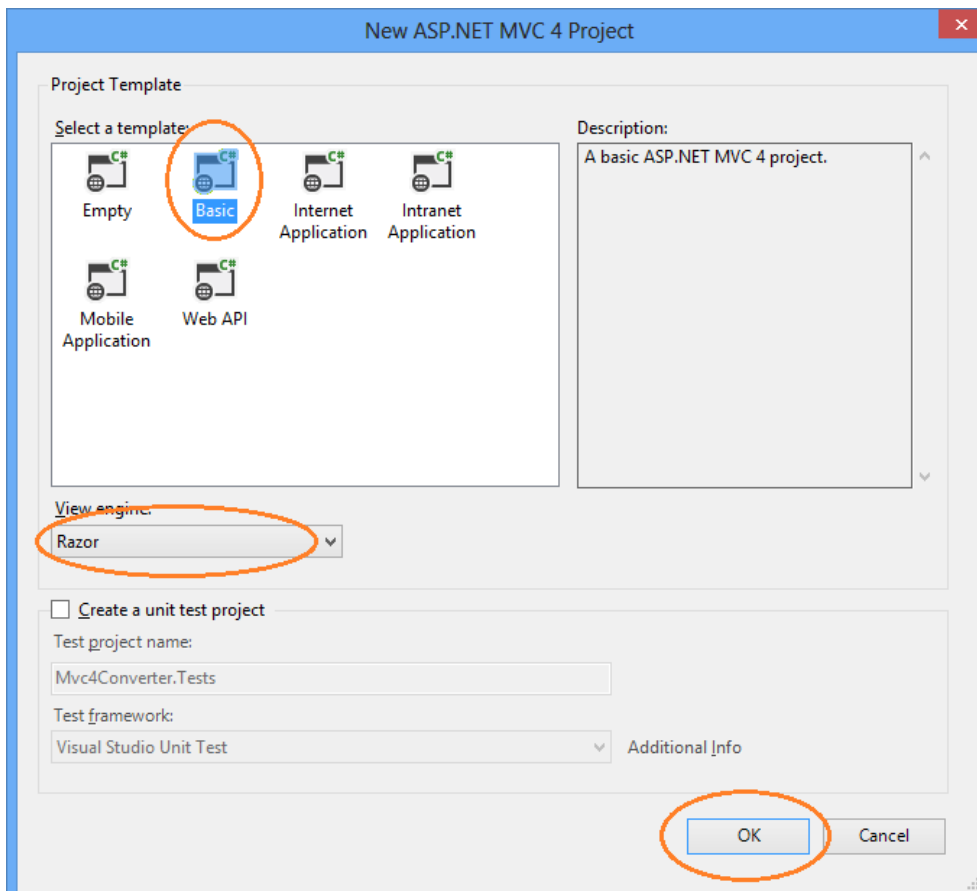 New ASP.NET MVC 4 Project
Project Template
Select a template:
Description:
C#
C#
C#
C#
A basic ASP.NET MVC 4 project.
Empty
Basic
Internet
Application
Intranet
Application
C#
C#
Mobile
Application
Web API
View engine:
Razor
Create a unit test project
Test project name:
Mvc4Converter.Tests
Test framework:
Visual Studio Unit Test
Additional Info
OK
Cancel